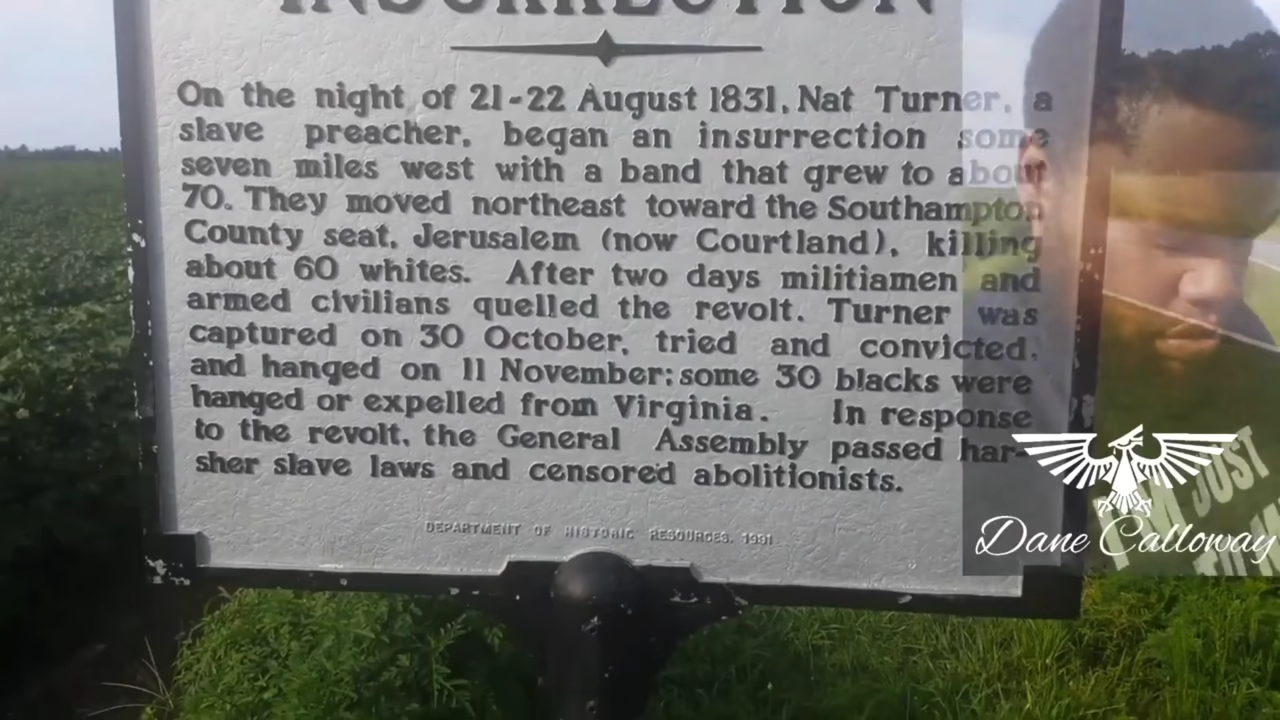 INSURRECTION
On the night of 21-22 August 1831, Nat Turner, a
slave preacher, began an insurrection some
seven miles west with a band that grew to about
70. They moved northeast toward the Southampton
County seat, Jerusalem (now Courtland), killing
about 60 whites. After two days militiamen and
armed civilians quelled the revolt. Turner was
captured on 30 October, tried and convicted,
and hanged on 11 November; some 30 blacks were
hanged or expelled from Virginia. In response
to the revolt, the General Assembly passed har-
sher slave laws and censored abolitionists.
DEPARTMENT OF HISTORIC RESOURCES, 1991
Dane Calloway
I'M JUST